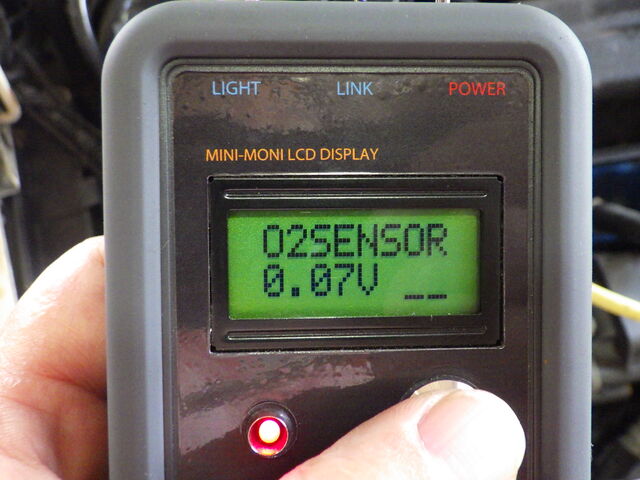 LIGHT LINK POWER
MINI-MONI LCD DISPLAY
O2SENSOR
0.07V __